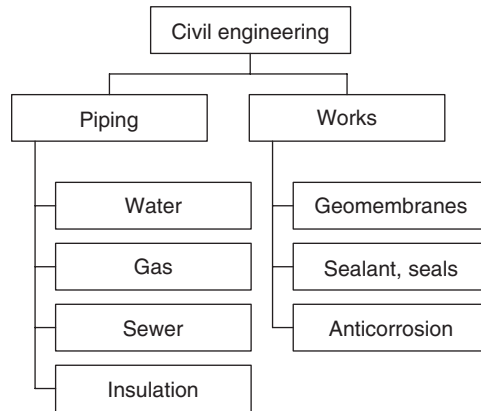 Civil engineering
Piping
Works
Water
Geomembranes
Gas
Sealant, seals
Sewer
Anticorrosion
Insulation